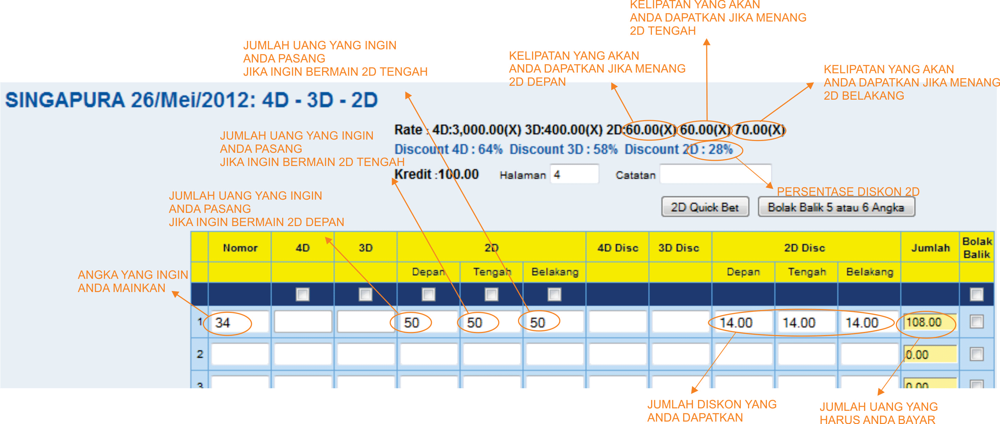 KELIPATAN YANG AKAN
ANDA DAPATKAN JIKA MENANG
2D TENGAH
JUMLAH UANG YANG INGIN
ANDA PASANG
JIKA INGIN BERMAIN 2D TENGAH
KELIPATAN YANG AKAN
ANDA DAPATKAN JIKA MENANG
2D DEPAN
KELIPATAN YANG AKAN
ANDA DAPATKAN JIKA MENANG
2D BELAKANG
SINGAPURA 26/Mei/2012: 4D - 3D - 2D
Rate : 4D:3,000.00(X) 3D:400.00(X) 2D:60.00(X) 60.00(X) 70.00(X)
JUMLAH UANG YANG INGIN
ANDA PASANG
JIKA INGIN BERMAIN 2D TENGAH
Discount 4D : 64% Discount 3D : 58% Discount 2D : 28%
Kredit :100.00 Halaman 4 Catatan
PERSENTASE DISKON 2D
JUMLAH UANG YANG INGIN
ANDA PASANG
JIKA INGIN BERMAIN 2D DEPAN
2D Quick Bet Bolak Balik 5 atau 6 Angka
Nomor 4D 3D 2D 4D Disc 3D Disc 2D Disc Jumlah Bolak Balik
Depan Tengah Belakang Depan Tengah Belakang
ANGKA YANG INGIN
ANDA MAINKAN
1 34 50 50 50 14.00 14.00 14.00 108.00
2 0.00
3 0.00
JUMLAH DISKON YANG
ANDA DAPATKAN
JUMLAH UANG YANG
HARUS ANDA BAYAR